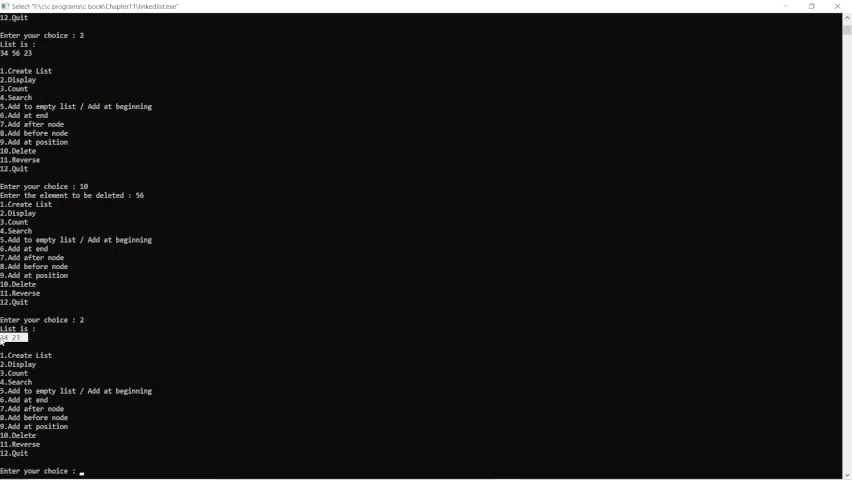 Select "F:\c\c programs\c book\Chapter11\linkedlist.exe"
12.Quit
Enter your choice : 2
List is :
34 56 23
1.Create List
2.Display
3.Count
4.Search
5.Add to empty list / Add at beginning
6.Add at end
7.Add after node
8.Add before node
9.Add at position
10.Delete
11.Reverse
12.Quit
Enter your choice : 10
Enter the element to be deleted : 56
1.Create List
2.Display
3.Count
4.Search
5.Add to empty list / Add at beginning
6.Add at end
7.Add after node
8.Add before node
9.Add at position
10.Delete
11.Reverse
12.Quit
Enter your choice : 2
List is :
34 23
1.Create List
2.Display
3.Count
4.Search
5.Add to empty list / Add at beginning
6.Add at end
7.Add after node
8.Add before node
9.Add at position
10.Delete
11.Reverse
12.Quit
Enter your choice :